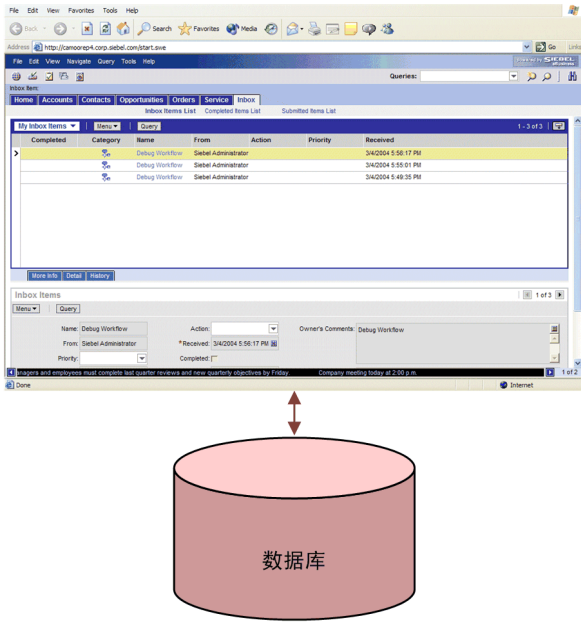 File Edit View Favorites Tools Help
Back Search Favorites Media
Address http://camoorep4.corp.siebel.com/start.swe Go Links
File Edit View Navigate Query Tools Help Powered by SIEBEL eBusiness
Queries:
Inbox Item:
Home Accounts Contacts Opportunities Orders Service Inbox
Inbox Items List Completed Items List Submitted Items List
My Inbox Items Menu Query 1 - 3 of 3
Completed Category Name From Action Priority Received
Debug Workflow Siebel Administrator 3/4/2004 5:56:17 PM
Debug Workflow Siebel Administrator 3/4/2004 5:55:01 PM
Debug Workflow Siebel Administrator 3/4/2004 5:49:35 PM
More Info Detail History
Inbox Items 1 of 3
Menu Query
Name: Debug Workflow Action: Owner's Comments: Debug Workflow
From: Siebel Administrator *Received: 3/4/2004 5:56:17 PM
Priority: Completed:
anagers and employees must complete last quarter reviews and new quarterly objectives by Friday. Company meeting today at 2:00 p.m. 1 of 2
Done Internet
数据库